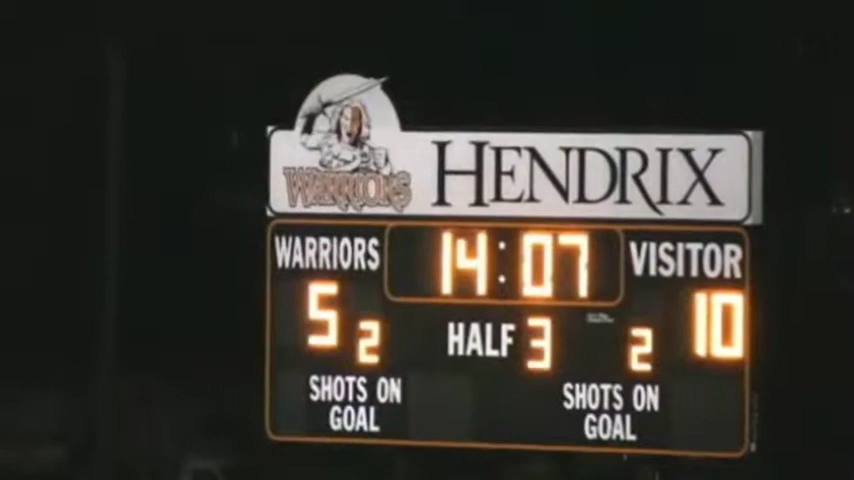 WARRIORS
HENDRIX
WARRIORS 14:07 VISITOR
5 2 HALF 3 2 10
SHOTS ON GOAL SHOTS ON GOAL